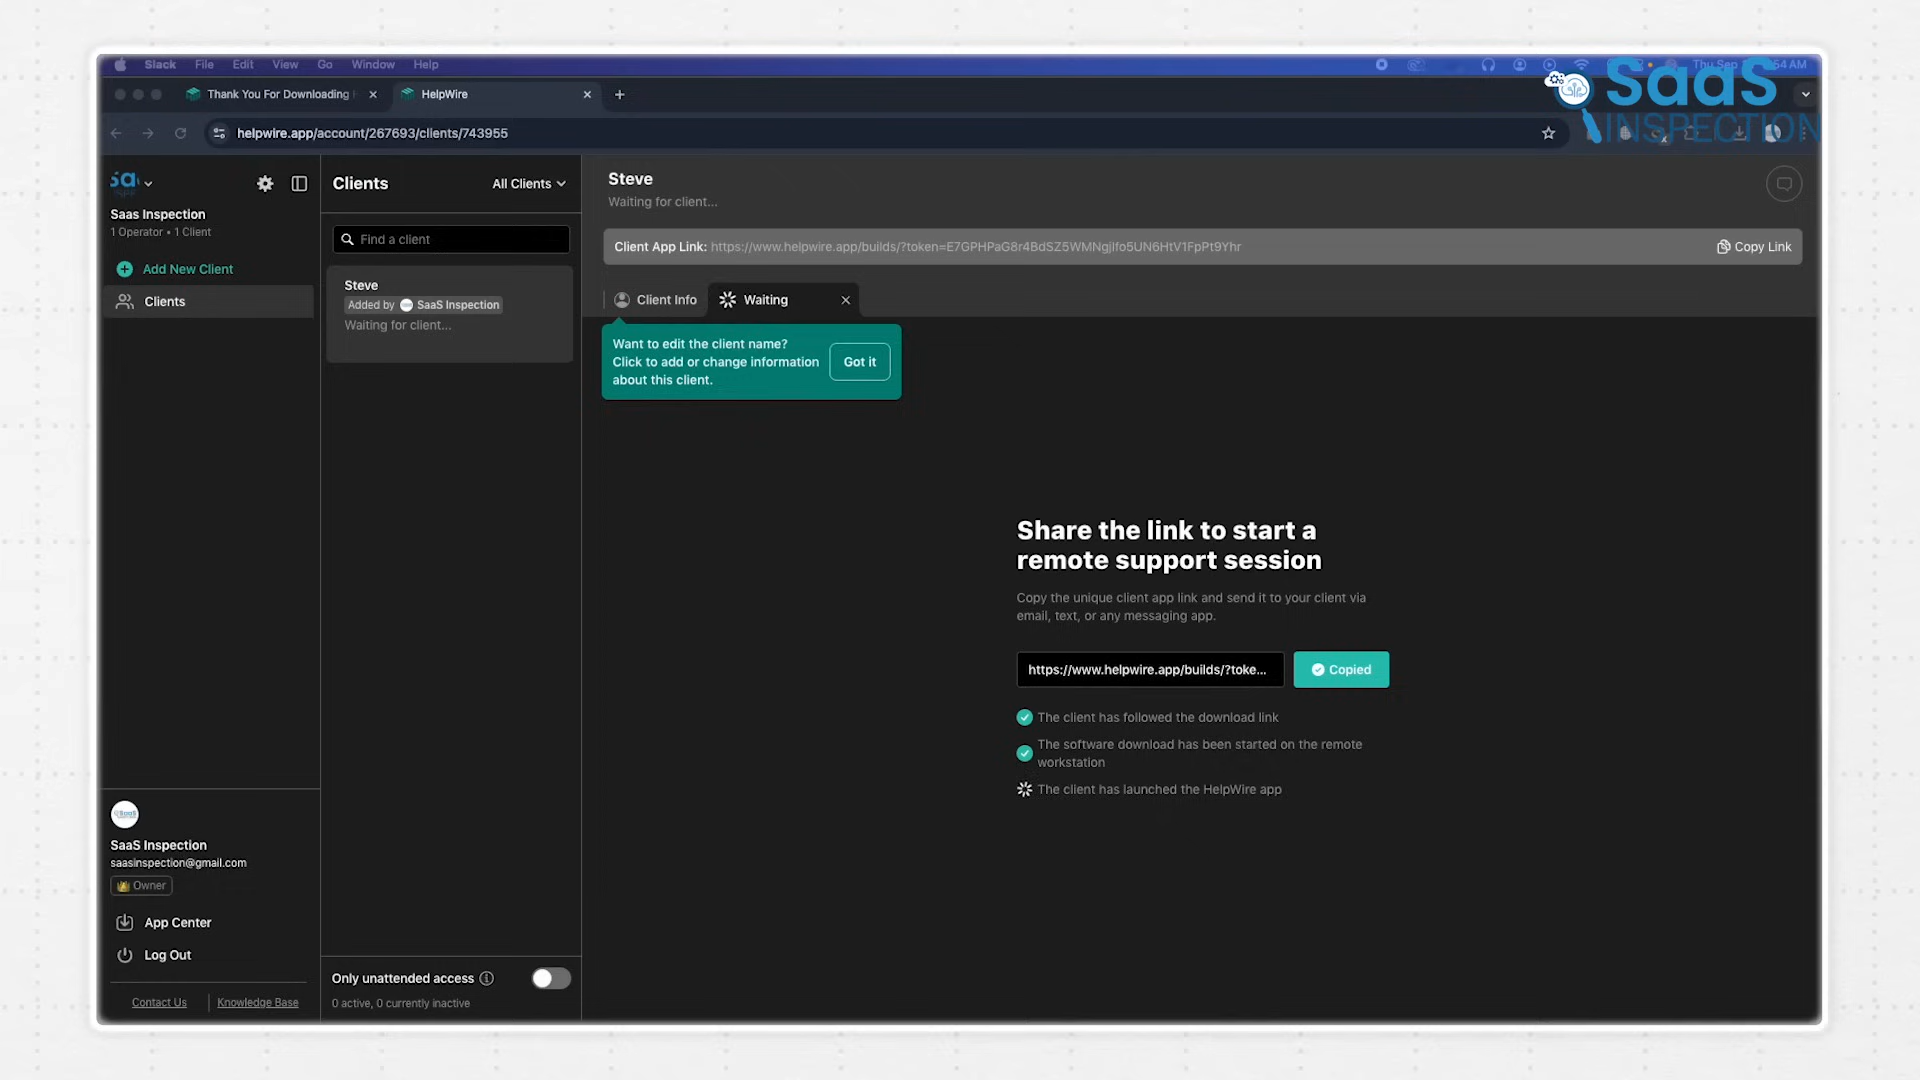 Slack File Edit View Go Window Help
54 AM
SaaS
INSPECTION
Thank You For Downloading
HelpWire
helpwire.app/account/267693/clients/743955
Saas Inspection
1 Operator • 1 Client
Add New Client
Clients
Clients
All Clients
Find a client
Steve
Added by SaaS Inspection
Waiting for client...
Steve
Waiting for client...
Client App Link: https://www.helpwire.app/builds/?token=E7GPHPaG8r4BdSZ5WMNgjIfo5UN6HtV1FpPt9Yhr
Copy Link
Client Info
Waiting
Want to edit the client name?
Click to add or change information
about this client.
Got it
Share the link to start a
remote support session
Copy the unique client app link and send it to your client via
email, text, or any messaging app.
https://www.helpwire.app/builds/?toke...
Copied
The client has followed the download link
The software download has been started on the remote
workstation
The client has launched the HelpWire app
SaaS Inspection
saasinspection@gmail.com
Owner
App Center
Log Out
Contact Us
Knowledge Base
Only unattended access
0 active, 0 currently inactive